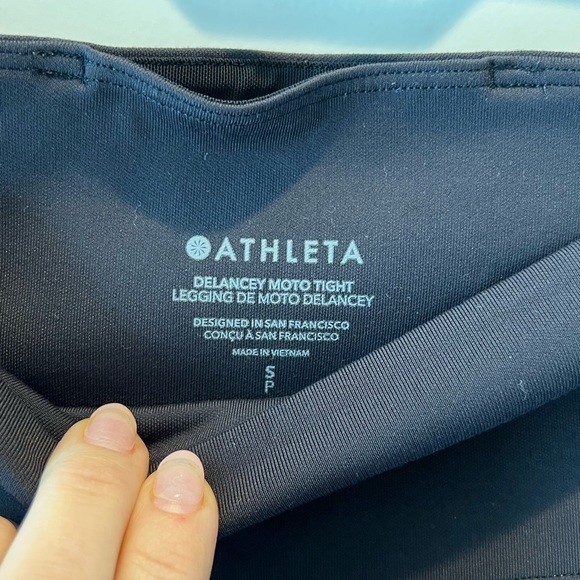 ATHLETA
DELANCEY MOTO TIGHT
LEGGING DE MOTO DELANCEY
DESIGNED IN SAN FRANCISCO
CONÇU À SAN FRANCISCO
MADE IN VIETNAM
S
P